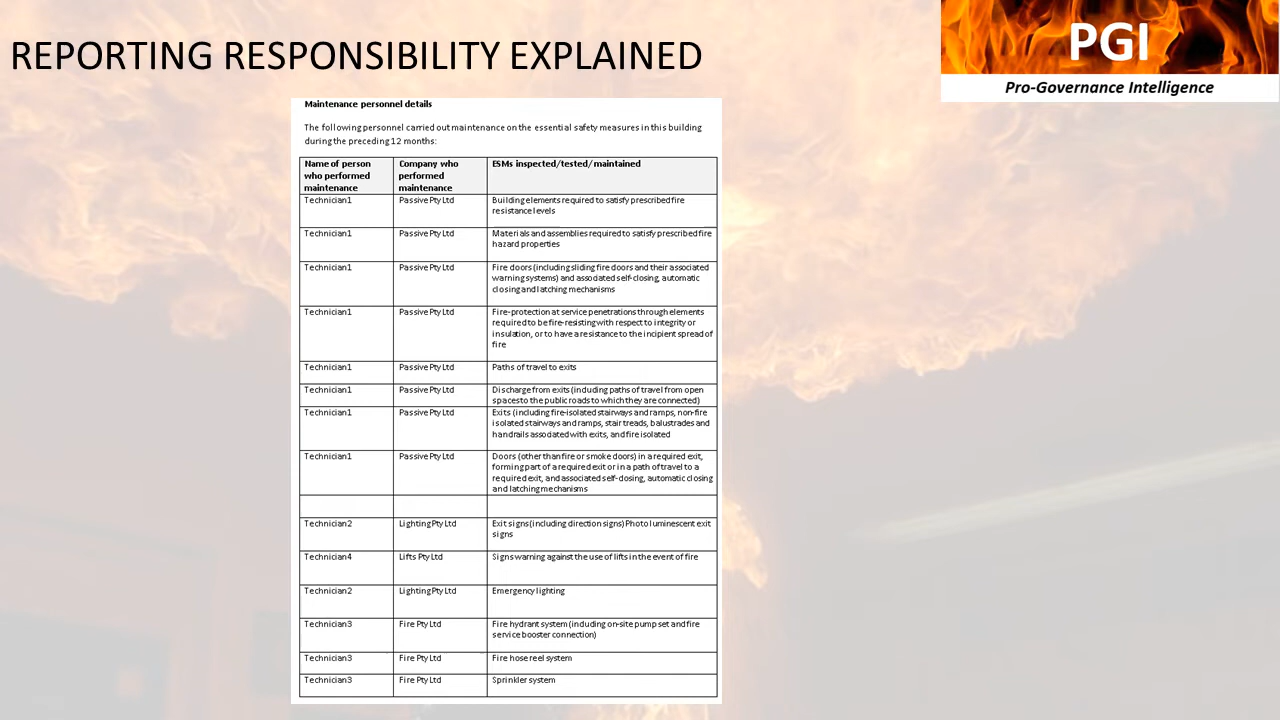 REPORTING RESPONSIBILITY EXPLAINED
PGI
Pro-Governance Intelligence
Maintenance personnel details
The following personnel carried out maintenance on the essential safety measures in this building
during the preceding 12 months:
Name of person
who performed
maintenance
Company who
performed
maintenance
ESMs inspected/tested/maintained
Technician1
Passive Pty Ltd
Building elements required to satisfy prescribed fire
resistance levels
Technician1
Passive Pty Ltd
Materials and assemblies required to satisfy prescribed fire
hazard properties
Technician1
Passive Pty Ltd
Fire doors (including sliding fire doors and their associated
warning systems) and associated self-closing, automatic
closing and latching mechanisms
Technician1
Passive Pty Ltd
Fire-protection at service penetrations through elements
required to be fire-resisting with respect to integrity or
insulation, or to have a resistance to the incipient spread of
fire
Technician1
Passive Pty Ltd
Paths of travel to exits
Technician1
Passive Pty Ltd
Discharge from exits (including paths of travel from open
spaces to the public roads to which they are connected)
Technician1
Passive Pty Ltd
Exits (including fire-isolated stairways and ramps, non-fire
isolated stairways and ramps, stair treads, balustrades and
handrails associated with exits, and fire isolated
Technician1
Passive Pty Ltd
Doors (other than fire or smoke doors) in a required exit,
forming part of a required exit or in a path of travel to a
required exit, and associated self-closing, automatic closing
and latching mechanisms
Technician2
Lighting Pty Ltd
Exit signs (including direction signs) Photo luminescent exit
signs
Technician4
Lifts Pty Ltd
Signs warning against the use of lifts in the event of fire
Technician2
Lighting Pty Ltd
Emergency lighting
Technician3
Fire Pty Ltd
Fire hydrant system (including on-site pump set and fire
service booster connection)
Technician3
Fire Pty Ltd
Fire hose reel system
Technician3
Fire Pty Ltd
Sprinkler system